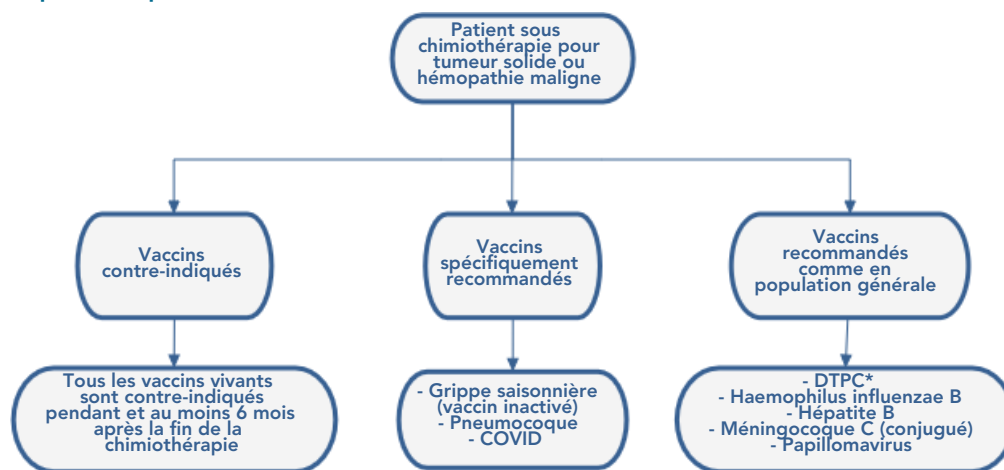 Patient sous
chimiothérapie pour
tumeur solide ou
hémopathie maligne
Vaccins
contre-indiqués
Vaccins
spécifiquement
recommandés
Vaccins
recommandés
comme en
population générale
Tous les vaccins vivants
sont contre-indiqués
pendant et au moins 6 mois
après la fin de la
chimiothérapie
- Grippe saisonnière
(vaccin inactivé)
- Pneumocoque
- COVID
- DTPC*
- Haemophilus influenzae B
- Hépatite B
- Méningocoque C (conjugué)
- Papillomavirus